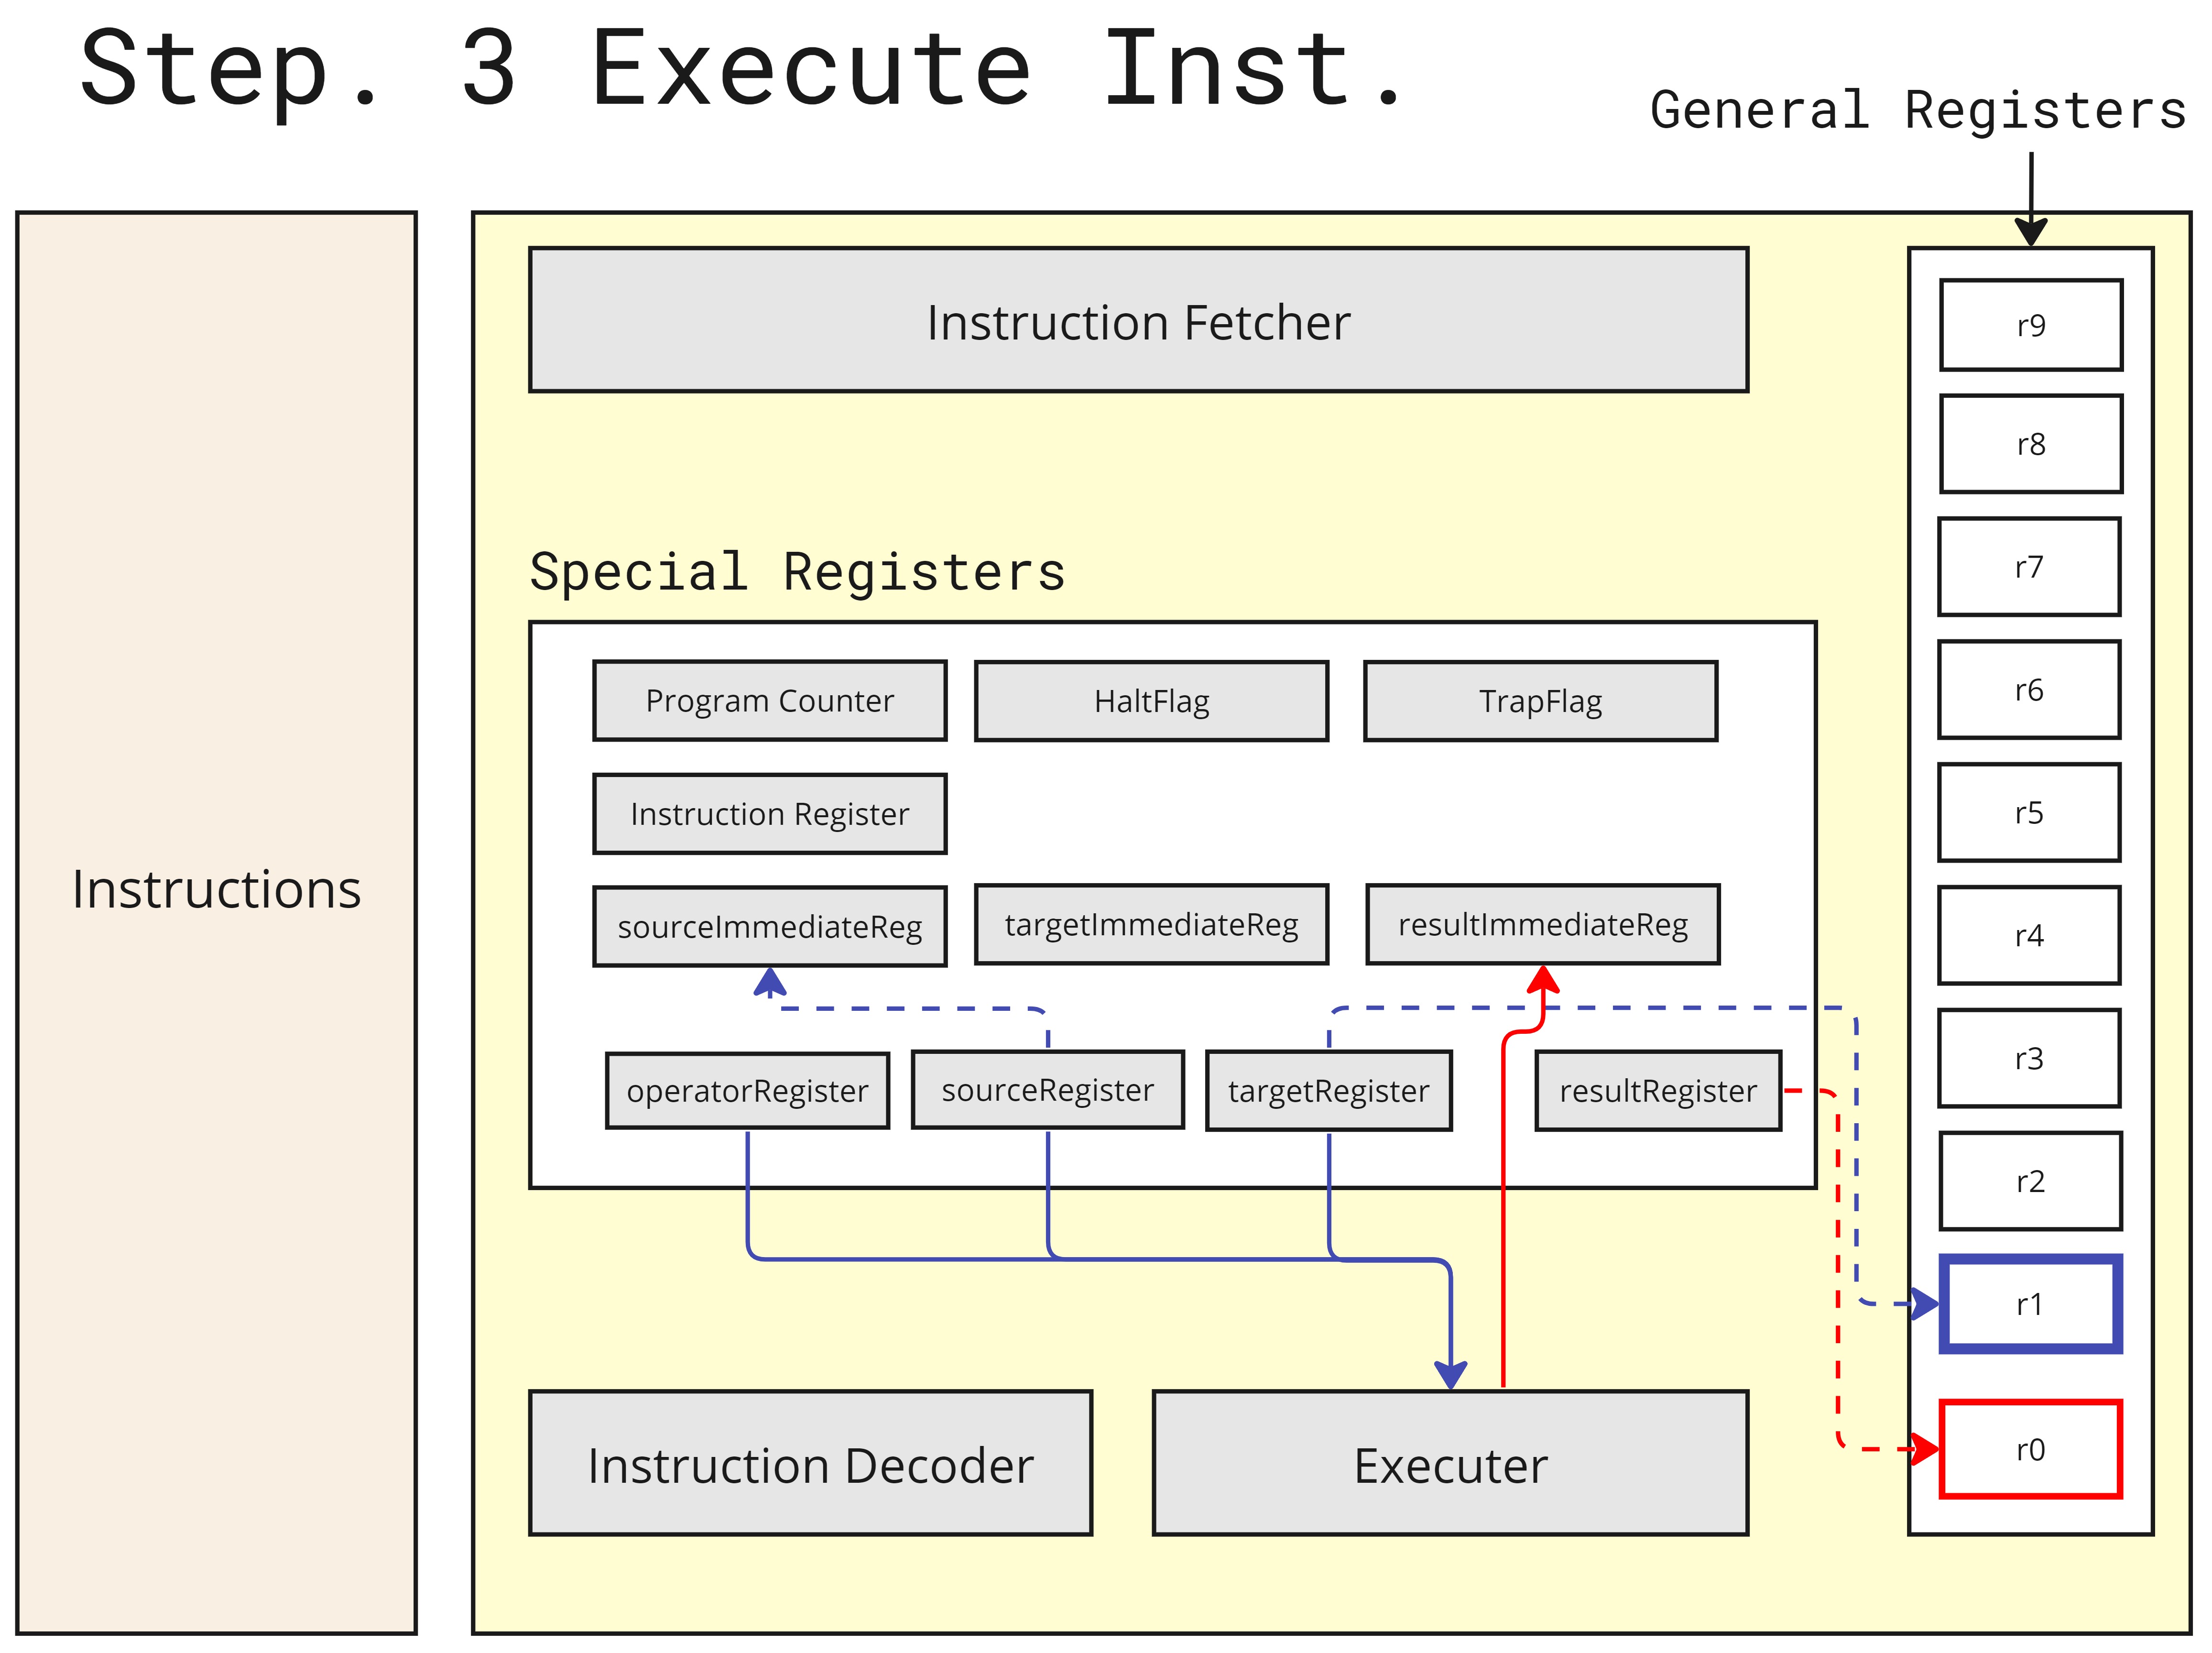 Step. 3 Execute Inst.
General Registers
Instructions
Instruction Fetcher
Special Registers
Program Counter
HaltFlag
TrapFlag
Instruction Register
sourceImmediateReg
targetImmediateReg
resultImmediateReg
operatorRegister
sourceRegister
targetRegister
resultRegister
Instruction Decoder
Executer
r9
r8
r7
r6
r5
r4
r3
r2
r1
r0